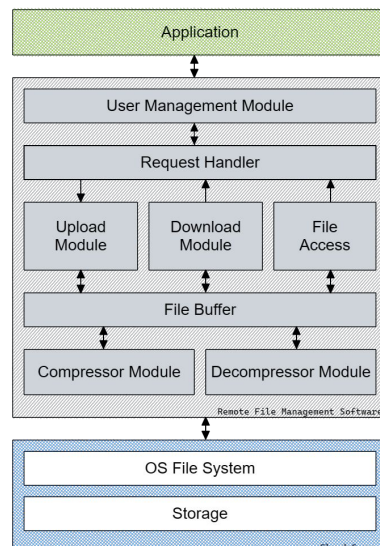 Application
User Management Module
Request Handler
Upload
Module
Download
Module
File
Access
File Buffer
Compressor Module
Decompressor Module
Remote File Management Software
OS File System
Storage